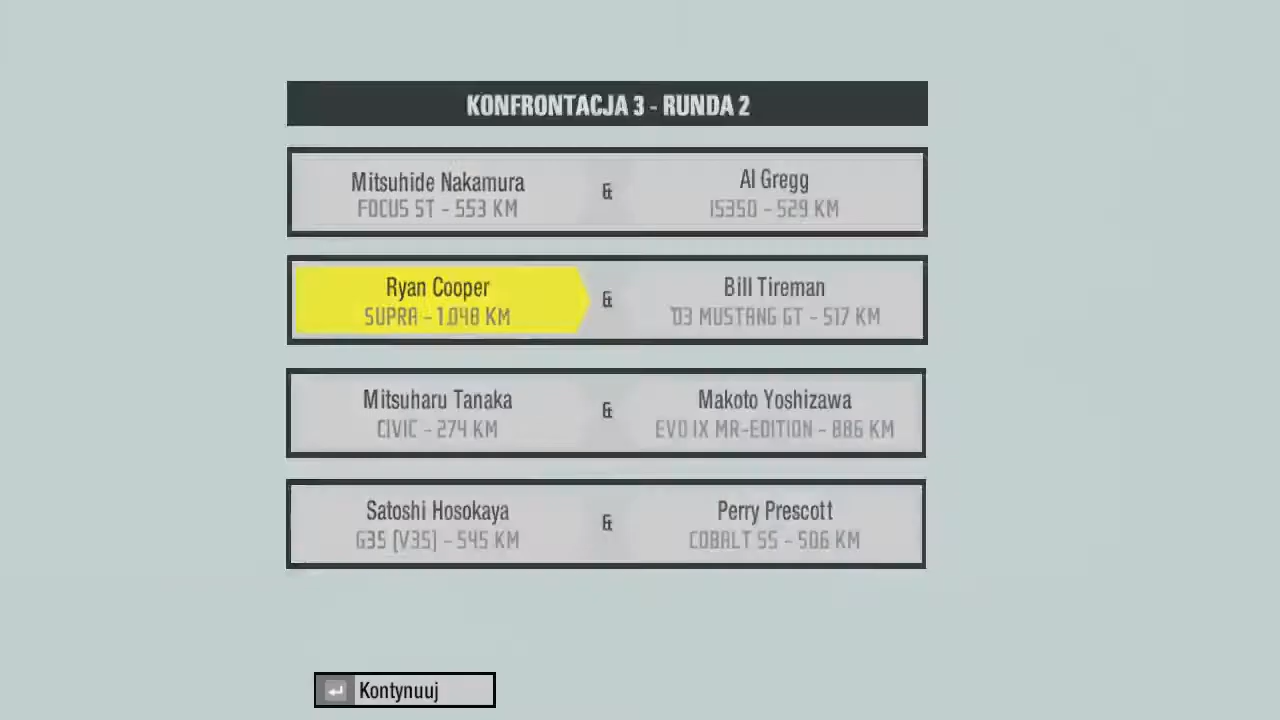 KONFRONTACJA 3 - RUNDA 2
Mitsuhide Nakamura & Al Gregg
FOCUS ST - 553 KM IS350 - 529 KM
Ryan Cooper & Bill Tireman
SUPRA - 1.048 KM '03 MUSTANG GT - 517 KM
Mitsuharu Tanaka & Makoto Yoshizawa
CIVIC - 274 KM EVO IX MR-EDITION - 886 KM
Satoshi Hosokaya & Perry Prescott
G35 (V35) - 545 KM COBALT SS - 506 KM
Kontynuuj